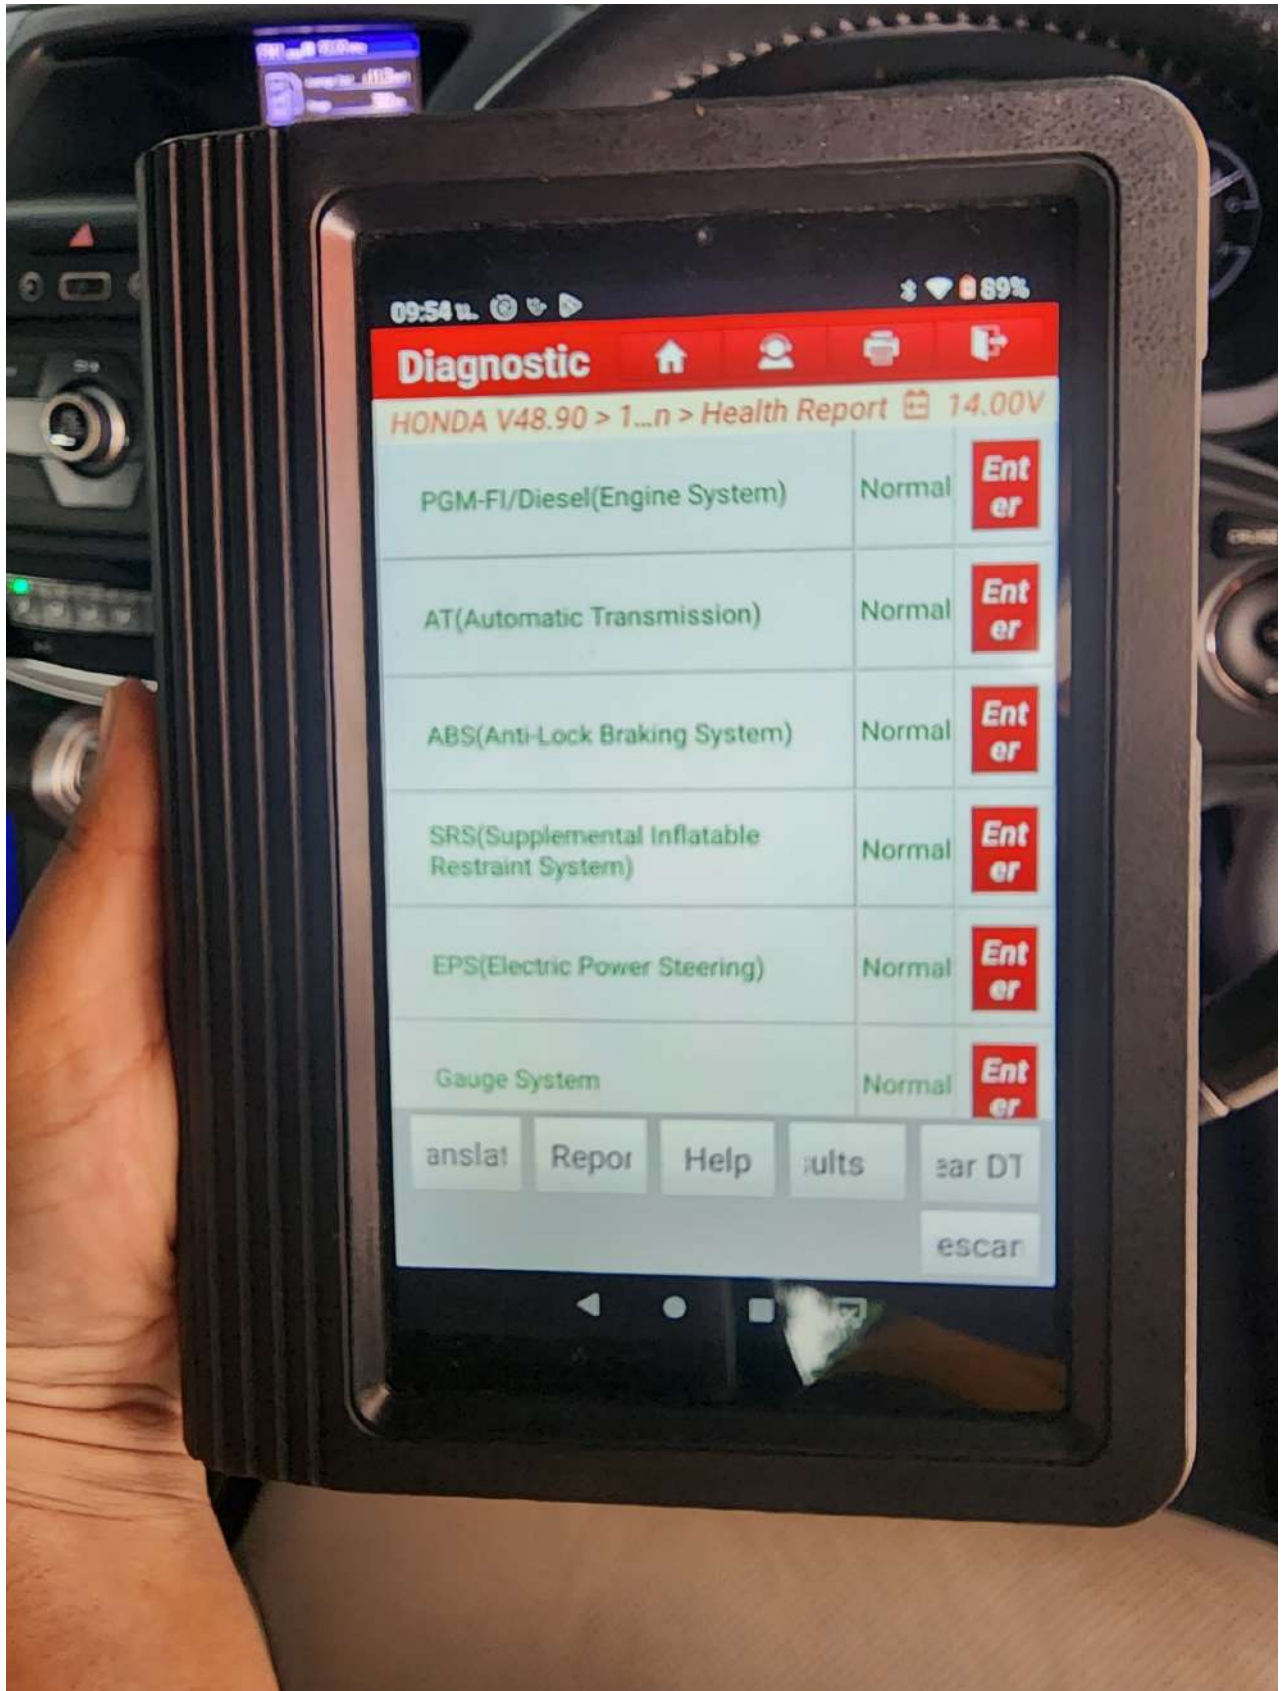 09:54 น.
89%
Diagnostic
HONDA V48.90 > 1...n > Health Report 14.00V
PGM-FI/Diesel(Engine System) Normal Ent
er
AT(Automatic Transmission) Normal Ent
er
ABS(Anti-Lock Braking System) Normal Ent
er
SRS(Supplemental Inflatable
Restraint System) Normal Ent
er
EPS(Electric Power Steering) Normal Ent
er
Gauge System Normal Ent
er
anslat Repor Help ults ear DT
escar